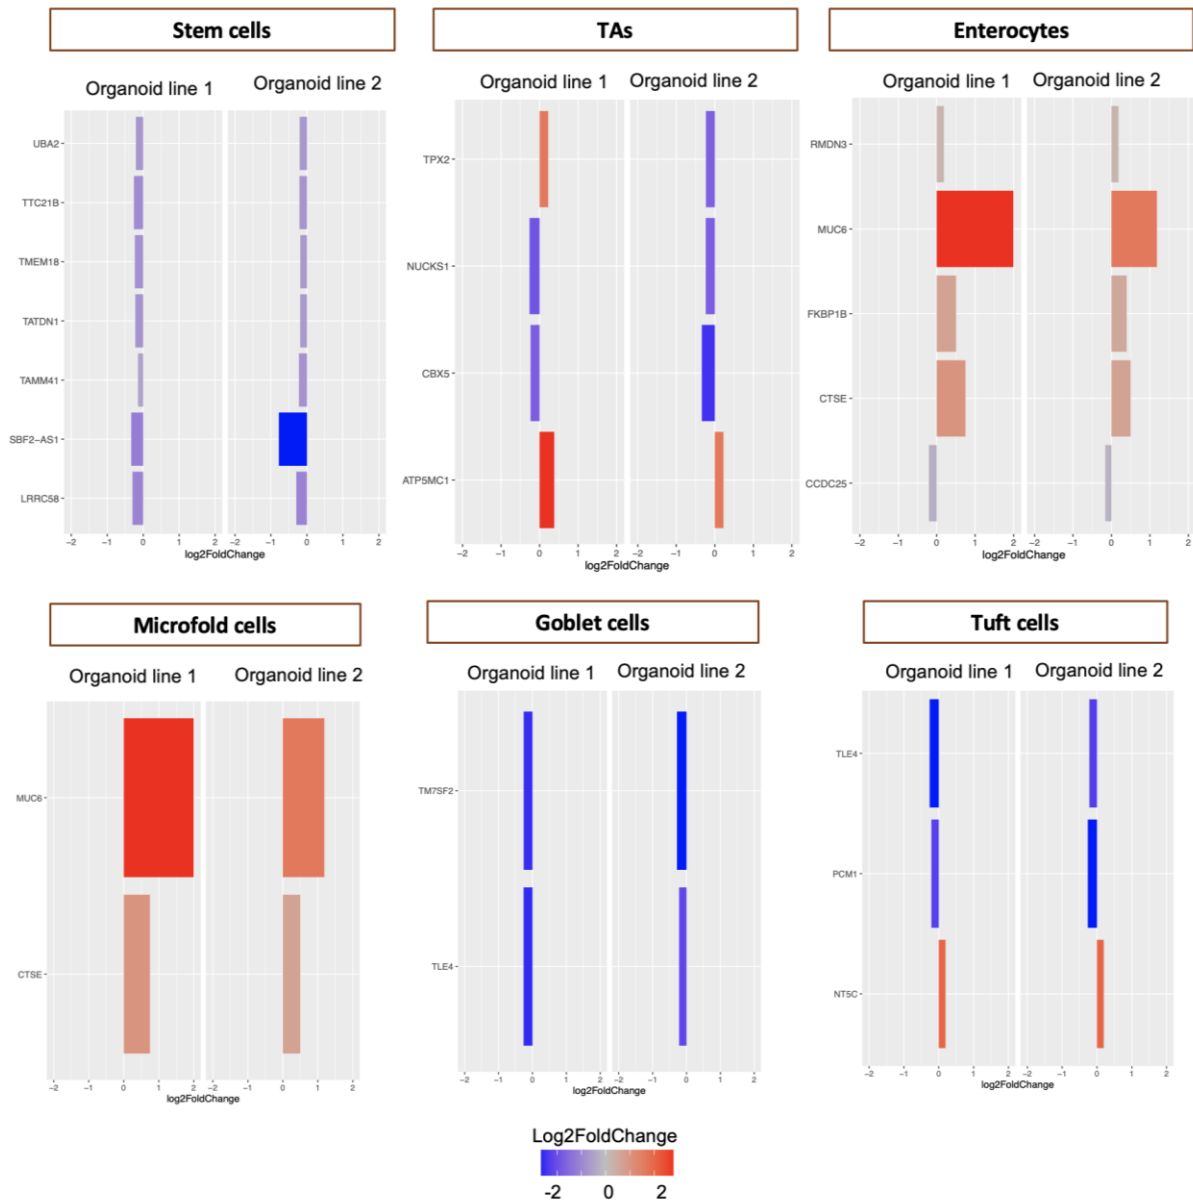 Stem cells
Organoid line 1
Organoid line 2
UBA2
TTC21B
TMEM18
TATDN1
TAMM41
SBF2-AS1
LRRC58
-2 -1 0 1 2 -2 -1 0 1 2
log2FoldChange
TAs
Organoid line 1
Organoid line 2
TPX2
NUCKS1
CBX5
ATP5MC1
-2 -1 0 1 2 -2 -1 0 1 2
log2FoldChange
Enterocytes
Organoid line 1
Organoid line 2
RMDN3
MUC6
FKBP1B
CTSE
CCDC25
-2 -1 0 1 2 -2 -1 0 1 2
log2FoldChange
Microfold cells
Organoid line 1
Organoid line 2
MUC6
CTSE
-2 -1 0 1 2 -2 -1 0 1 2
log2FoldChange
Goblet cells
Organoid line 1
Organoid line 2
TM7SF2
TLE4
-2 -1 0 1 2 -2 -1 0 1 2
log2FoldChange
Tuft cells
Organoid line 1
Organoid line 2
TLE4
PCM1
NT5C
-2 -1 0 1 2 -2 -1 0 1 2
log2FoldChange
Log2FoldChange
-2 0 2